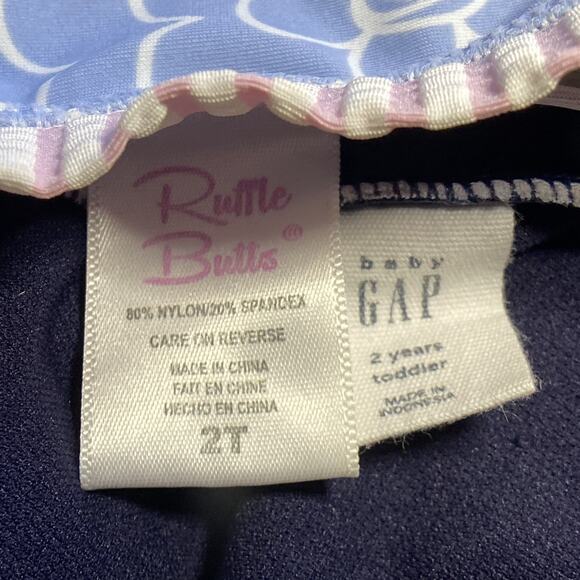 Ruffle
Butts®
80% NYLON/20% SPANDEX
CARE ON REVERSE
MADE IN CHINA
FAIT EN CHINE
HECHO EN CHINA
2T
baby
GAP
2 years
toddler
MADE IN
INDONESIA